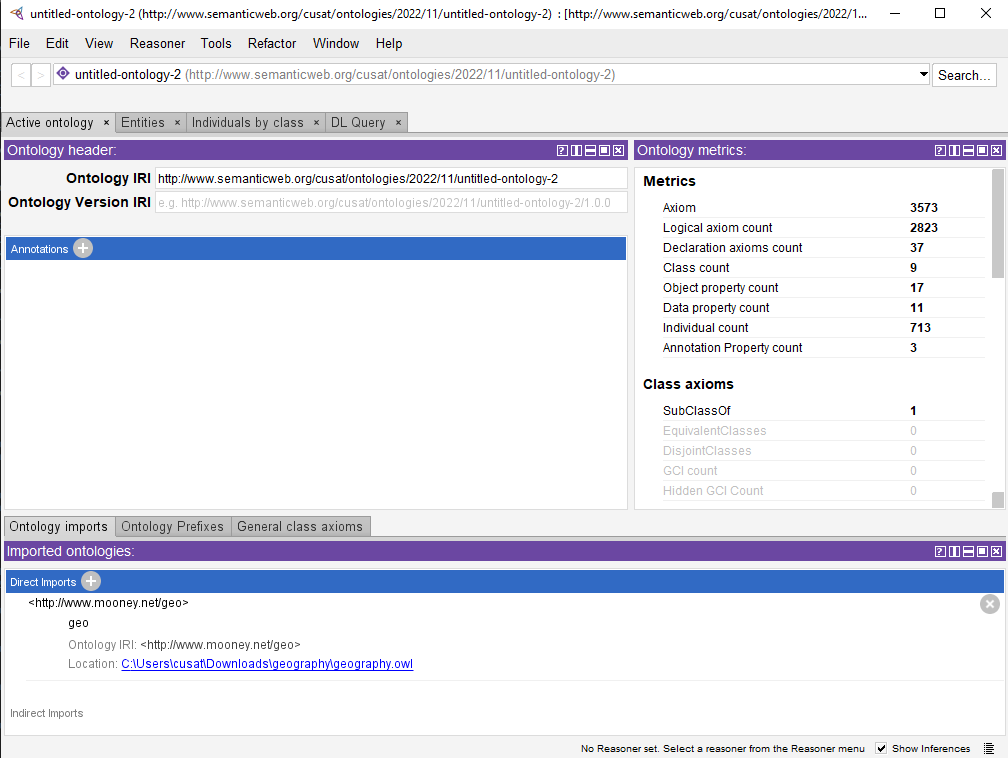 untitled-ontology-2 (http://www.semanticweb.org/cusat/ontologies/2022/11/untitled-ontology-2) : [http://www.semanticweb.org/cusat/ontologies/2022/1...
File Edit View Reasoner Tools Refactor Window Help
< > untitled-ontology-2 (http://www.semanticweb.org/cusat/ontologies/2022/11/untitled-ontology-2) Search...
Active ontology × Entities × Individuals by class × DL Query ×
Ontology header:
Ontology IRI http://www.semanticweb.org/cusat/ontologies/2022/11/untitled-ontology-2
Ontology Version IRI e.g. http://www.semanticweb.org/cusat/ontologies/2022/11/untitled-ontology-2/1.0.0
Annotations
Ontology metrics:
Metrics
Axiom 3573
Logical axiom count 2823
Declaration axioms count 37
Class count 9
Object property count 17
Data property count 11
Individual count 713
Annotation Property count 3
Class axioms
SubClassOf 1
EquivalentClasses 0
DisjointClasses 0
GCI count 0
Hidden GCI Count 0
Ontology imports Ontology Prefixes General class axioms
Imported ontologies:
Direct Imports
<http://www.mooney.net/geo>
geo
Ontology IRI: <http://www.mooney.net/geo>
Location: C:\Users\cusat\Downloads\geography\geography.owl
Indirect Imports
No Reasoner set. Select a reasoner from the Reasoner menu Show Inferences